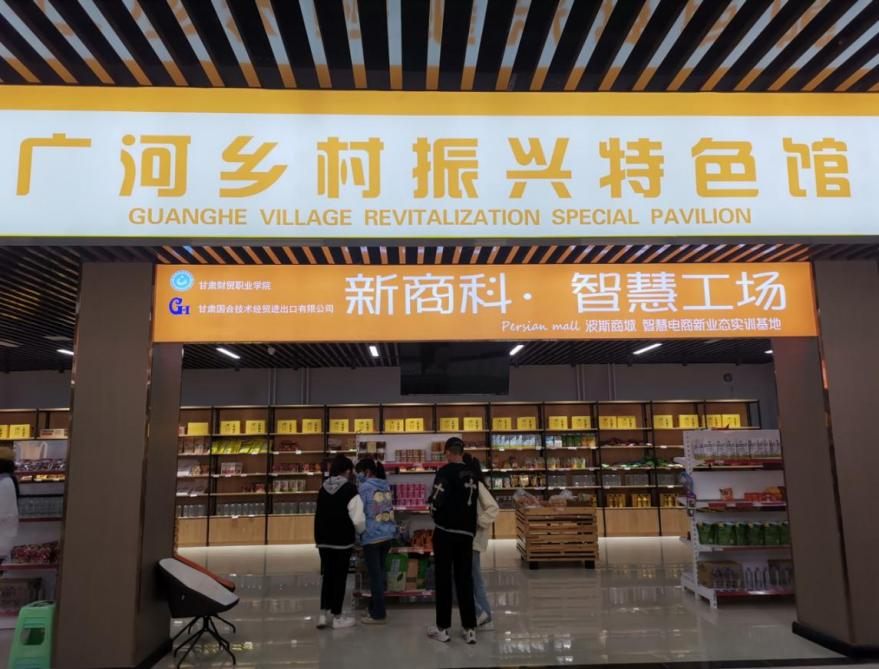 广河乡村振兴特色馆
GUANGHE VILLAGE REVITALIZATION SPECIAL PAVILION
甘肃财贸职业学院
GH 甘肃国合技术经贸进出口有限公司
新商科·智慧工场
Persian mall 波斯商城 智慧电商新业态实训基地